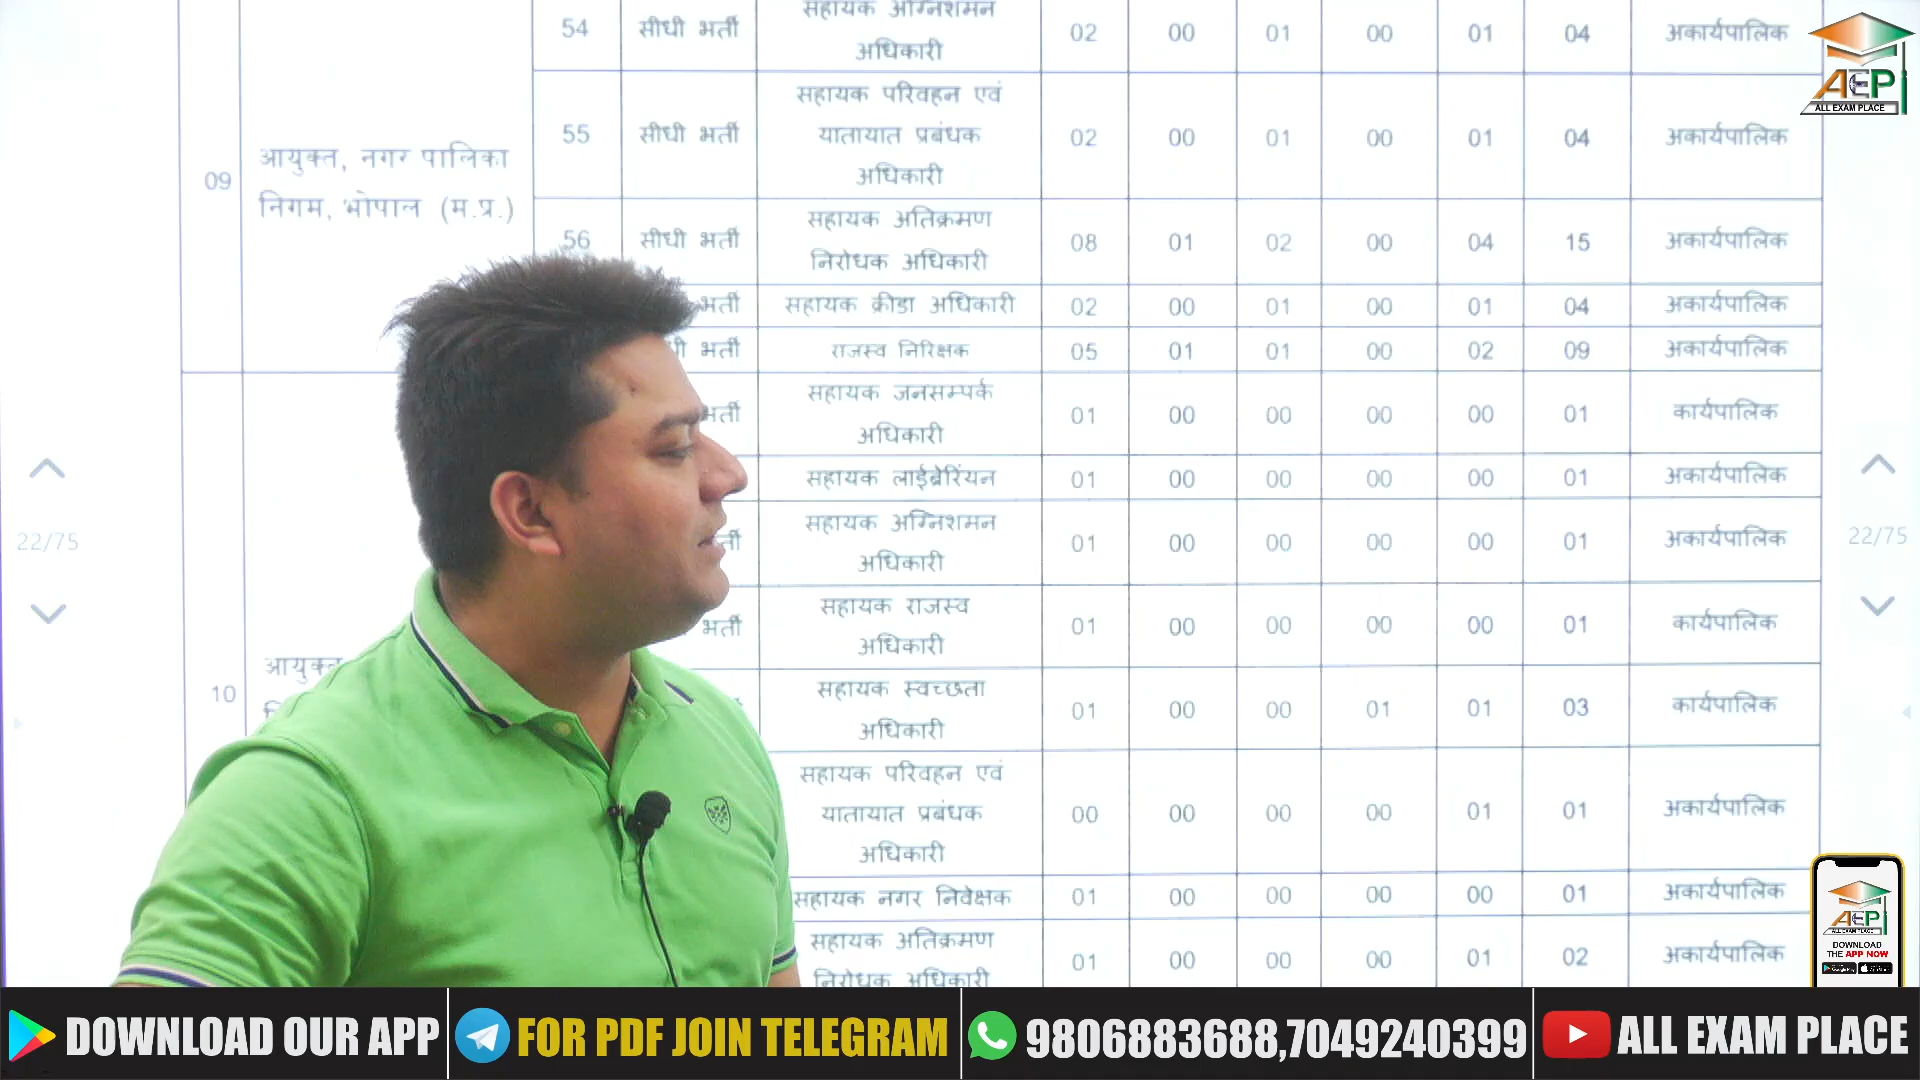 54 सीधी भर्ती सहायक अग्निशमन अधिकारी 02 00 01 00 01 04 अकार्यपालिक
09 आयुक्त, नगर पालिका निगम, भोपाल (म.प्र.)
55 सीधी भर्ती सहायक परिवहन एवं यातायात प्रबंधक अधिकारी 02 00 01 00 01 04 अकार्यपालिक
56 सीधी भर्ती सहायक अतिक्रमण निरोधक अधिकारी 08 01 02 00 04 15 अकार्यपालिक
भर्ती सहायक क्रीडा अधिकारी 02 00 01 00 01 04 अकार्यपालिक
भर्ती राजस्व निरिक्षक 05 01 01 00 02 09 अकार्यपालिक
भर्ती सहायक जनसम्पर्क अधिकारी 01 00 00 00 00 01 कार्यपालिक
सहायक लाईब्रेरियन 01 00 00 00 00 01 अकार्यपालिक
सहायक अग्निशमन अधिकारी 01 00 00 00 00 01 अकार्यपालिक
भर्ती सहायक राजस्व अधिकारी 01 00 00 00 00 01 कार्यपालिक
10 आयुक्त
सहायक स्वच्छता अधिकारी 01 00 00 01 01 03 कार्यपालिक
सहायक परिवहन एवं यातायात प्रबंधक अधिकारी 00 00 00 00 01 01 अकार्यपालिक
सहायक नगर निवेक्षक 01 00 00 00 00 01 अकार्यपालिक
सहायक अतिक्रमण निरोधक अधिकारी 01 00 00 00 01 02 अकार्यपालिक
22/75
22/75
AEP
ALL EXAM PLACE
AEP
ALL EXAM PLACE
DOWNLOAD
THE APP NOW
DOWNLOAD OUR APP
FOR PDF JOIN TELEGRAM
9806883688,7049240399
ALL EXAM PLACE